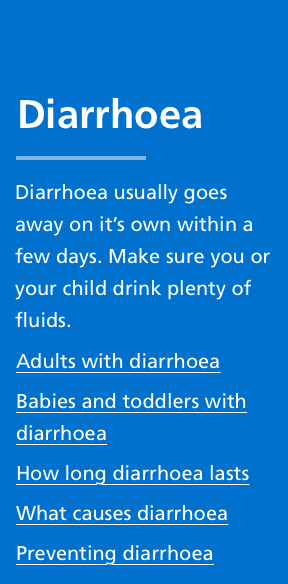 Diarrhoea
Diarrhoea usually goes
away on it’s own within a
few days. Make sure you or
your child drink plenty of
fluids.
Adults with diarrhoea
Babies and toddlers with
diarrhoea
How long diarrhoea lasts
What causes diarrhoea
Preventing diarrhoea